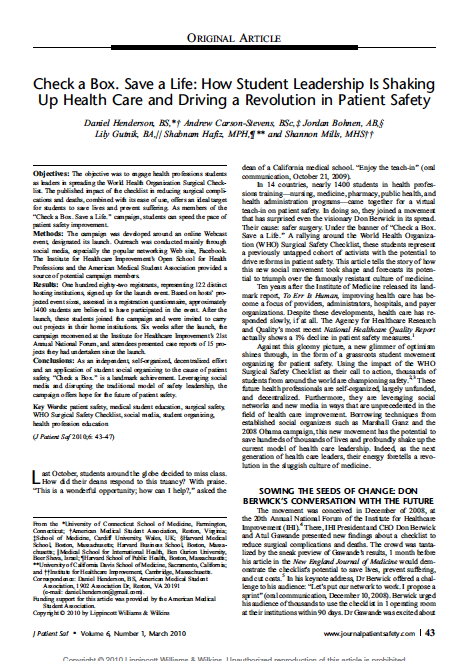 ORIGINAL ARTICLE
Check a Box. Save a Life: How Student Leadership Is Shaking
Up Health Care and Driving a Revolution in Patient Safety
Daniel Henderson, BS,*† Andrew Carson-Stevens, BSc,‡ Jordan Bohnen, AB,§
Lily Gutnik, BA,|| Shabnam Hafiz, MPH,¶** and Shannon Mills, MHS††
Objectives: The objective was to engage health professions students
as leaders in spreading the World Health Organization Surgical Check-
list. The published impact of the checklist in reducing surgical compli-
cations and deaths, combined with its ease of use, offers an ideal target
for students to save lives and prevent suffering. As members of the
“Check a Box. Save a Life.” campaign, students can speed the pace of
patient safety improvement.
Methods: The campaign was developed around an online Webcast
event, designated its launch. Outreach was conducted mainly through
social media, especially the popular networking Web site, Facebook.
The Institute for Healthcare Improvement's Open School for Health
Professions and the American Medical Student Association provided a
source of potential campaign members.
Results: One hundred eighty-two registrants, representing 122 distinct
hosting institutions, signed up for the launch event. Based on hosts' pro-
jected event sizes, assessed in a registration questionnaire, approximately
1400 students are believed to have participated in the event. After the
launch, these students joined the campaign and were invited to carry
out projects in their home institutions. Six weeks after the launch, the
campaign reconvened at the Institute for Healthcare Improvement's 21st
Annual National Forum, and attendees presented case reports of 15 pro-
jects they had undertaken since the launch.
Conclusions: As an independent, self-organized, decentralized effort
and an application of student social organizing to the cause of patient
safety, “Check a Box.” is a landmark achievement. Leveraging social
media and disrupting the traditional model of safety leadership, the
campaign offers hope for the future of patient safety.
Key Words: patient safety, medical student education, surgical safety,
WHO Surgical Safety Checklist, social media, student organizing,
health profession education
(J Patient Saf 2010;6: 43–47)
Last October, students around the globe decided to miss class.
How did their deans respond to this truancy? With praise.
“This is a wonderful opportunity; how can I help?,” asked the
From the *University of Connecticut School of Medicine, Farmington,
Connecticut; †American Medical Student Association, Reston, Virginia;
‡School of Medicine, Cardiff University, Wales, UK; §Harvard Medical
School, Boston, Massachusetts; Harvard Business School, Boston, Massa-
chusetts; ||Medical School for International Health, Ben Gurion University,
Beer Sheva, Israel; ¶Harvard School of Public Health, Boston, Massachusetts;
**University of California Davis School of Medicine, Sacramento, California;
and ††Institute for Healthcare Improvement, Cambridge, Massachusetts.
Correspondence: Daniel Henderson, BS, American Medical Student
Association, 1902 Association Dr, Reston, VA 20191
(e-mail: daniel.henderson@gmail.com).
Funding support for this article was provided by the American Medical
Student Association.
Copyright © 2010 by Lippincott Williams & Wilkins
dean of a California medical school. “Enjoy the teach-in” (oral
communication, October 21, 2009).
In 14 countries, nearly 1400 students in health profes-
sions training—nursing, medicine, pharmacy, public health, and
health administration programs—came together for a virtual
teach-in on patient safety. In doing so, they joined a movement
that has surprised even the visionary Don Berwick in its spread.
Their cause: safer surgery. Under the banner of “Check a Box.
Save a Life.” A rallying around the World Health Organiza-
tion (WHO) Surgical Safety Checklist, these students represent
a previously untapped cohort of activists with the potential to
drive reforms in patient safety. This article tells the story of how
this new social movement took shape and forecasts its poten-
tial to triumph over the famously resistant culture of medicine.
Ten years after the Institute of Medicine released its land-
mark report, To Err Is Human, improving health care has be-
come a focus of providers, administrators, hospitals, and payer
organizations. Despite these developments, health care has re-
sponded slowly, if at all. The Agency for Healthcare Research
and Quality's most recent National Healthcare Quality Report
actually shows a 1% decline in patient safety measures.1
Against this gloomy picture, a new glimmer of optimism
shines through, in the form of a grassroots student movement
organizing for patient safety. Using the impact of the WHO
Surgical Safety Checklist as their call to action, thousands of
students from around the world are championing safety.2,3 These
future health professionals are self-organized, largely unfunded,
and decentralized. Furthermore, they are leveraging social
networks and new media in ways that are unprecedented in the
field of health care improvement. Borrowing techniques from
established social organizers such as Marshall Ganz and the
2008 Obama campaign, this new movement has the potential to
save hundreds of thousands of lives and profoundly shake up the
current model of health care leadership. Indeed, as the next
generation of health care leaders, their energy foretells a revo-
lution in the sluggish culture of medicine.
SOWING THE SEEDS OF CHANGE: DON
BERWICK'S CONVERSATION WITH THE FUTURE
The movement was conceived in December of 2008, at
the 20th Annual National Forum of the Institute for Healthcare
Improvement (IHI).4 There, IHI President and CEO Don Berwick
and Atul Gawande presented new findings about a checklist to
reduce surgical complications and deaths. The crowd was tanta-
lized by the sneak preview of Gawande's results, 1 month before
his article in the New England Journal of Medicine would dem-
onstrate the checklist's potential to save lives, prevent suffering,
and cut costs.5 In his keynote address, Dr Berwick offered a chal-
lenge to his audience: “Let's put our network to work. I propose a
sprint” (oral communication, December 10, 2008). Berwick urged
his audience of thousands to use the checklist in 1 operating room
at their institutions within 90 days. Dr Gawande was excited about
J Patient Saf • Volume 6, Number 1, March 2010
www.journalpatientsafety.com | 43
Copyright © 2010 Lippincott Williams & Wilkins. Unauthorized reproduction of this article is prohibited.